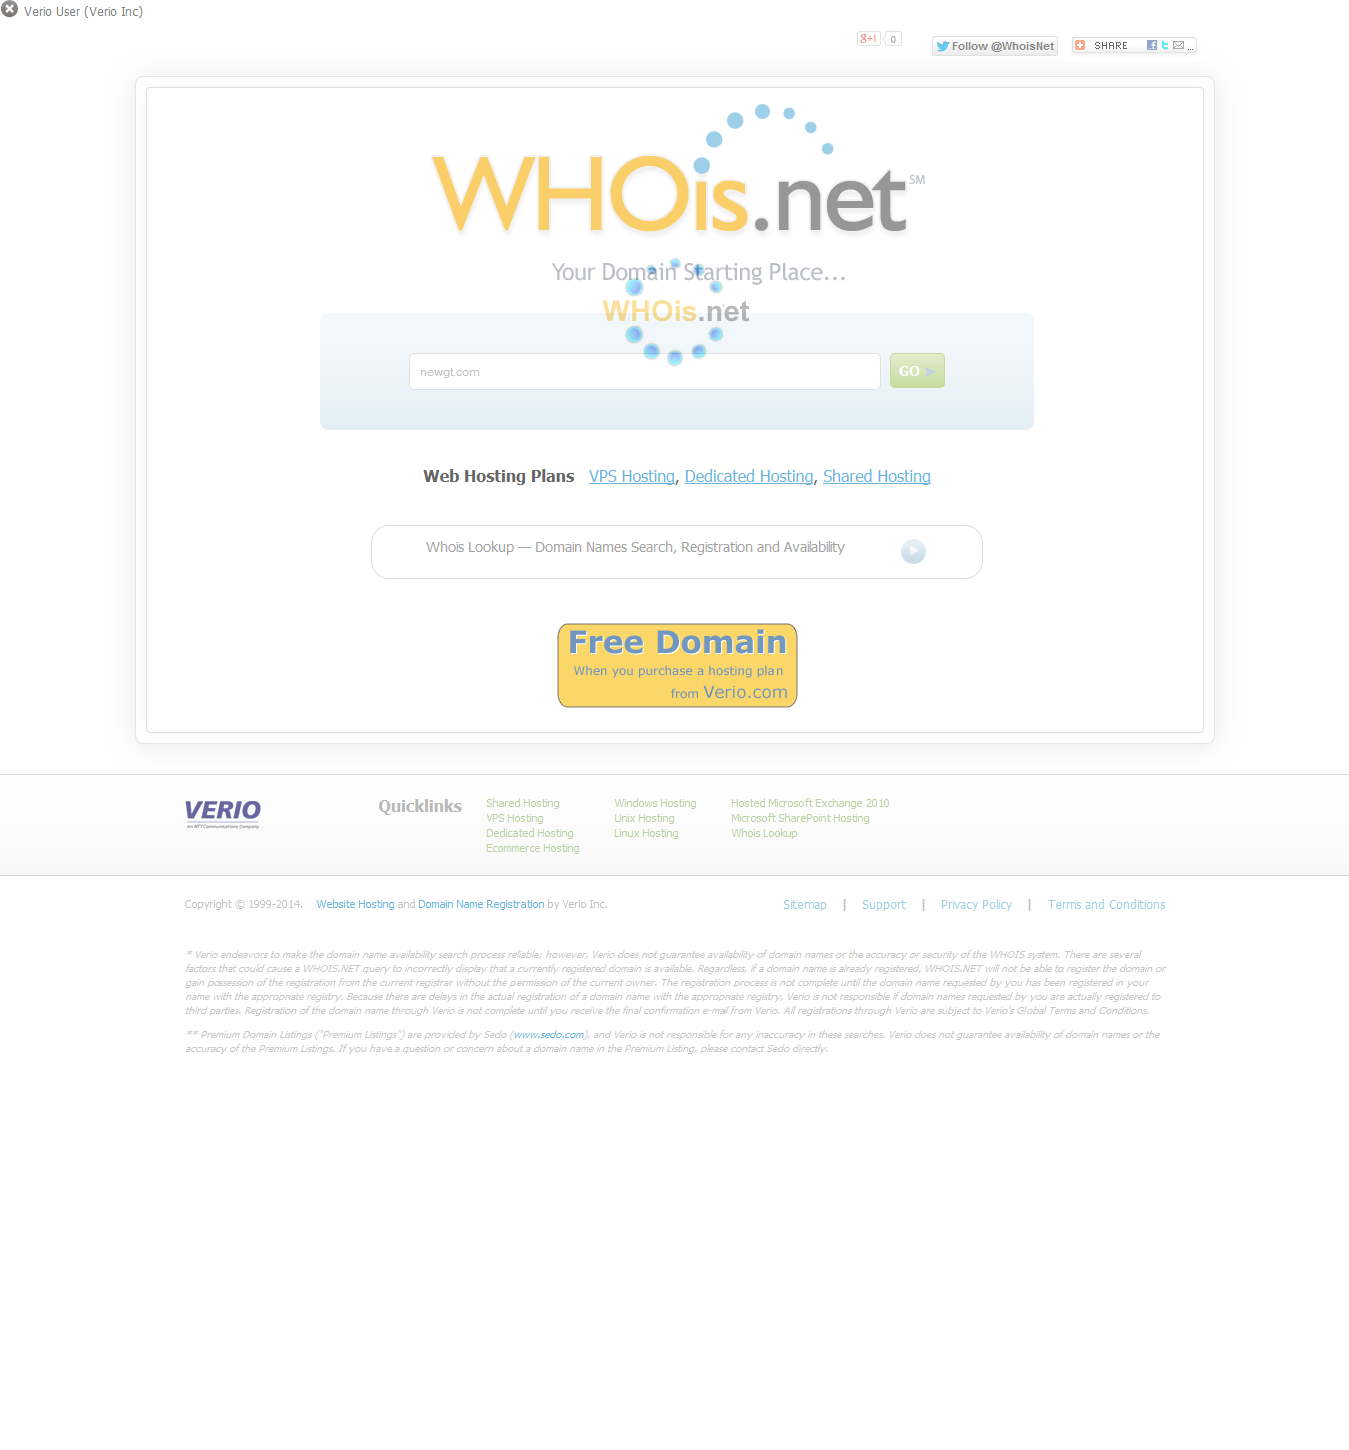 Verio User (Verio Inc)
g+1 0 Follow @WhoisNet SHARE ...
WHOis.net SM
Your Domain Starting Place...
WHOis.net
newgt.com GO
Web Hosting Plans VPS Hosting, Dedicated Hosting, Shared Hosting
Whois Lookup — Domain Names Search, Registration and Availability
Free Domain
When you purchase a hosting plan
from Verio.com
VERIO
An NTT Communications Company
Quicklinks
Shared Hosting
VPS Hosting
Dedicated Hosting
Ecommerce Hosting
Windows Hosting
Unix Hosting
Linux Hosting
Hosted Microsoft Exchange 2010
Microsoft SharePoint Hosting
Whois Lookup
Copyright © 1999-2014. Website Hosting and Domain Name Registration by Verio Inc.
Sitemap | Support | Privacy Policy | Terms and Conditions
* Verio endeavors to make the domain name availability search process reliable; however, Verio does not guarantee availability of domain names or the accuracy or security of the WHOIS system. There are several
factors that could cause a WHOIS.NET query to incorrectly display that a currently registered domain is available. Regardless, if a domain name is already registered, WHOIS.NET will not be able to register the domain or
gain possession of the registration from the current registrar without the permission of the current owner. The registration process is not complete until the domain name requested by you has been registered in your
name with the appropriate registry. Because there are delays in the actual registration of a domain name with the appropriate registry, Verio is not responsible if domain names requested by you are actually registered to
third parties. Registration of the domain name through Verio is not complete until you receive the final confirmation e-mail from Verio. All registrations through Verio are subject to Verio's Global Terms and Conditions.
** Premium Domain Listings ("Premium Listings") are provided by Sedo (www.sedo.com), and Verio is not responsible for any inaccuracy in these searches. Verio does not guarantee availability of domain names or the
accuracy of the Premium Listings. If you have a question or concern about a domain name in the Premium Listing, please contact Sedo directly.